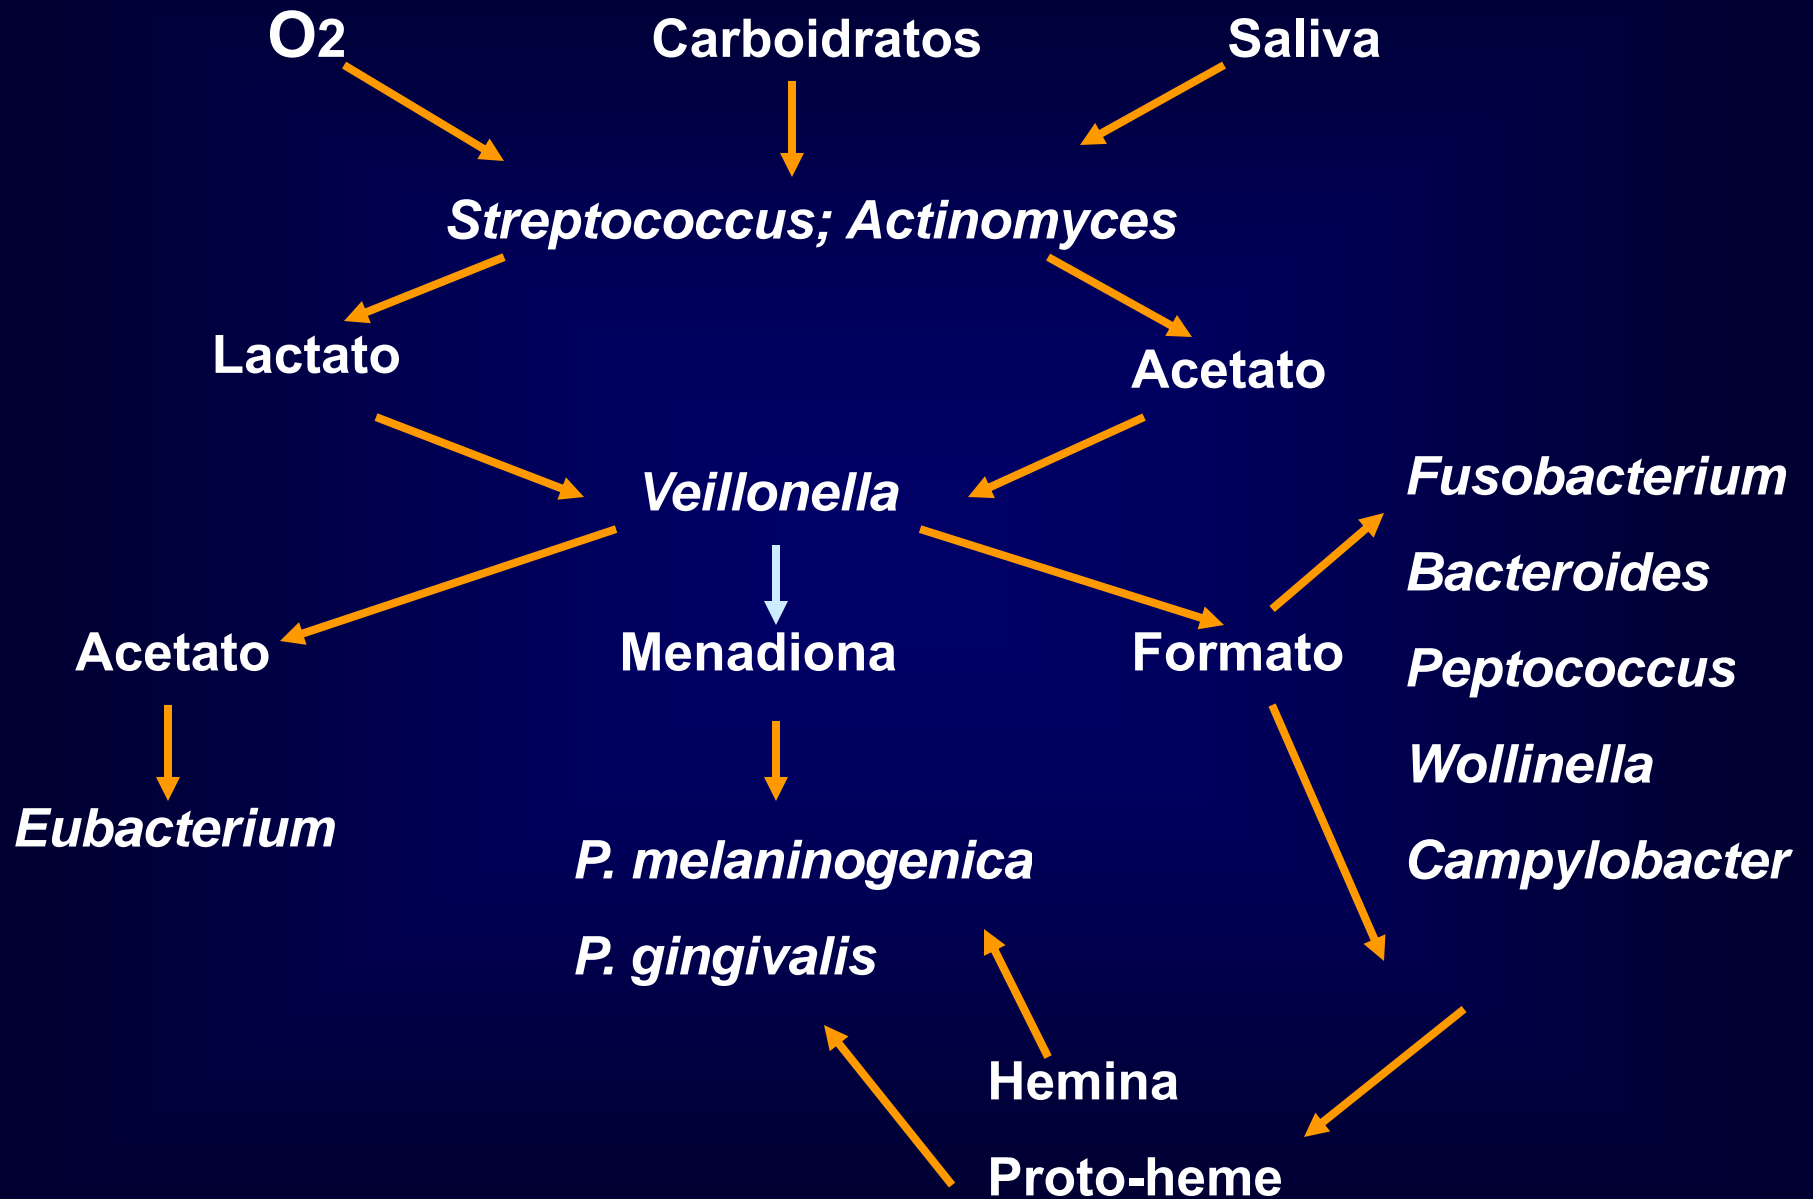 O2 Carboidratos Saliva
Streptococcus; Actinomyces
Lactato
Acetato
Veillonella
Fusobacterium
Bacteroides
Acetato Menadiona Formato
Peptococcus
Wollinella
Eubacterium
P. melaninogenica
Campylobacter
P. gingivalis
Hemina
Proto-heme